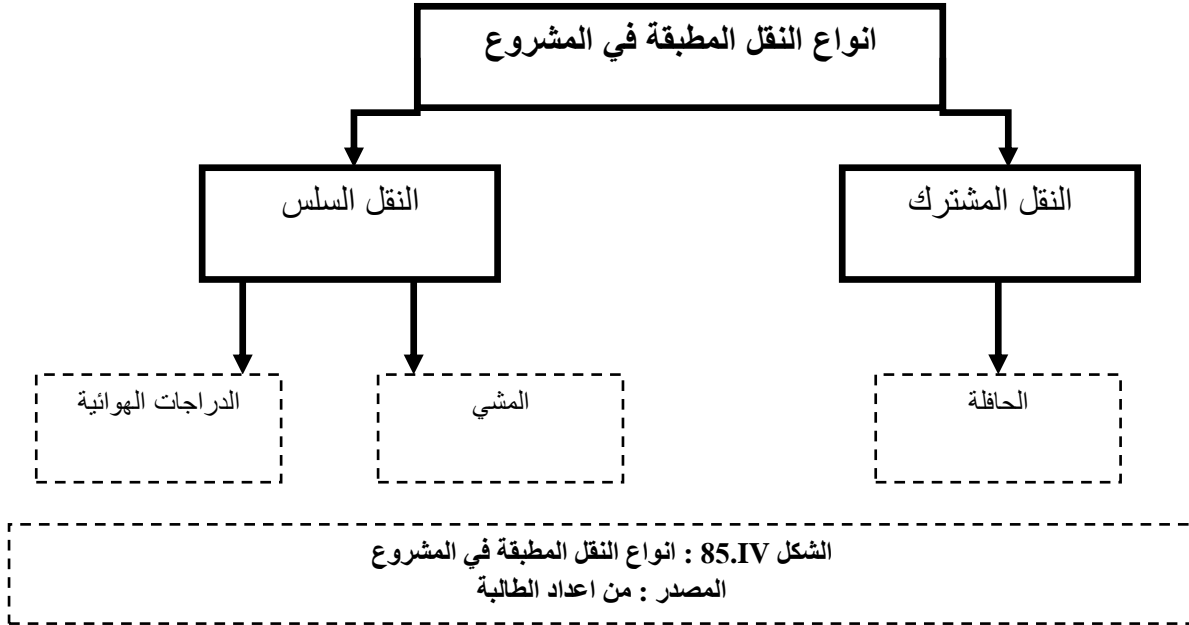 انواع النقل المطبقة في المشروع
النقل المشترك
النقل السلس
الحافلة
المشي
الدراجات الهوائية
الشكل 85.IV : انواع النقل المطبقة في المشروع
المصدر : من اعداد الطالبة